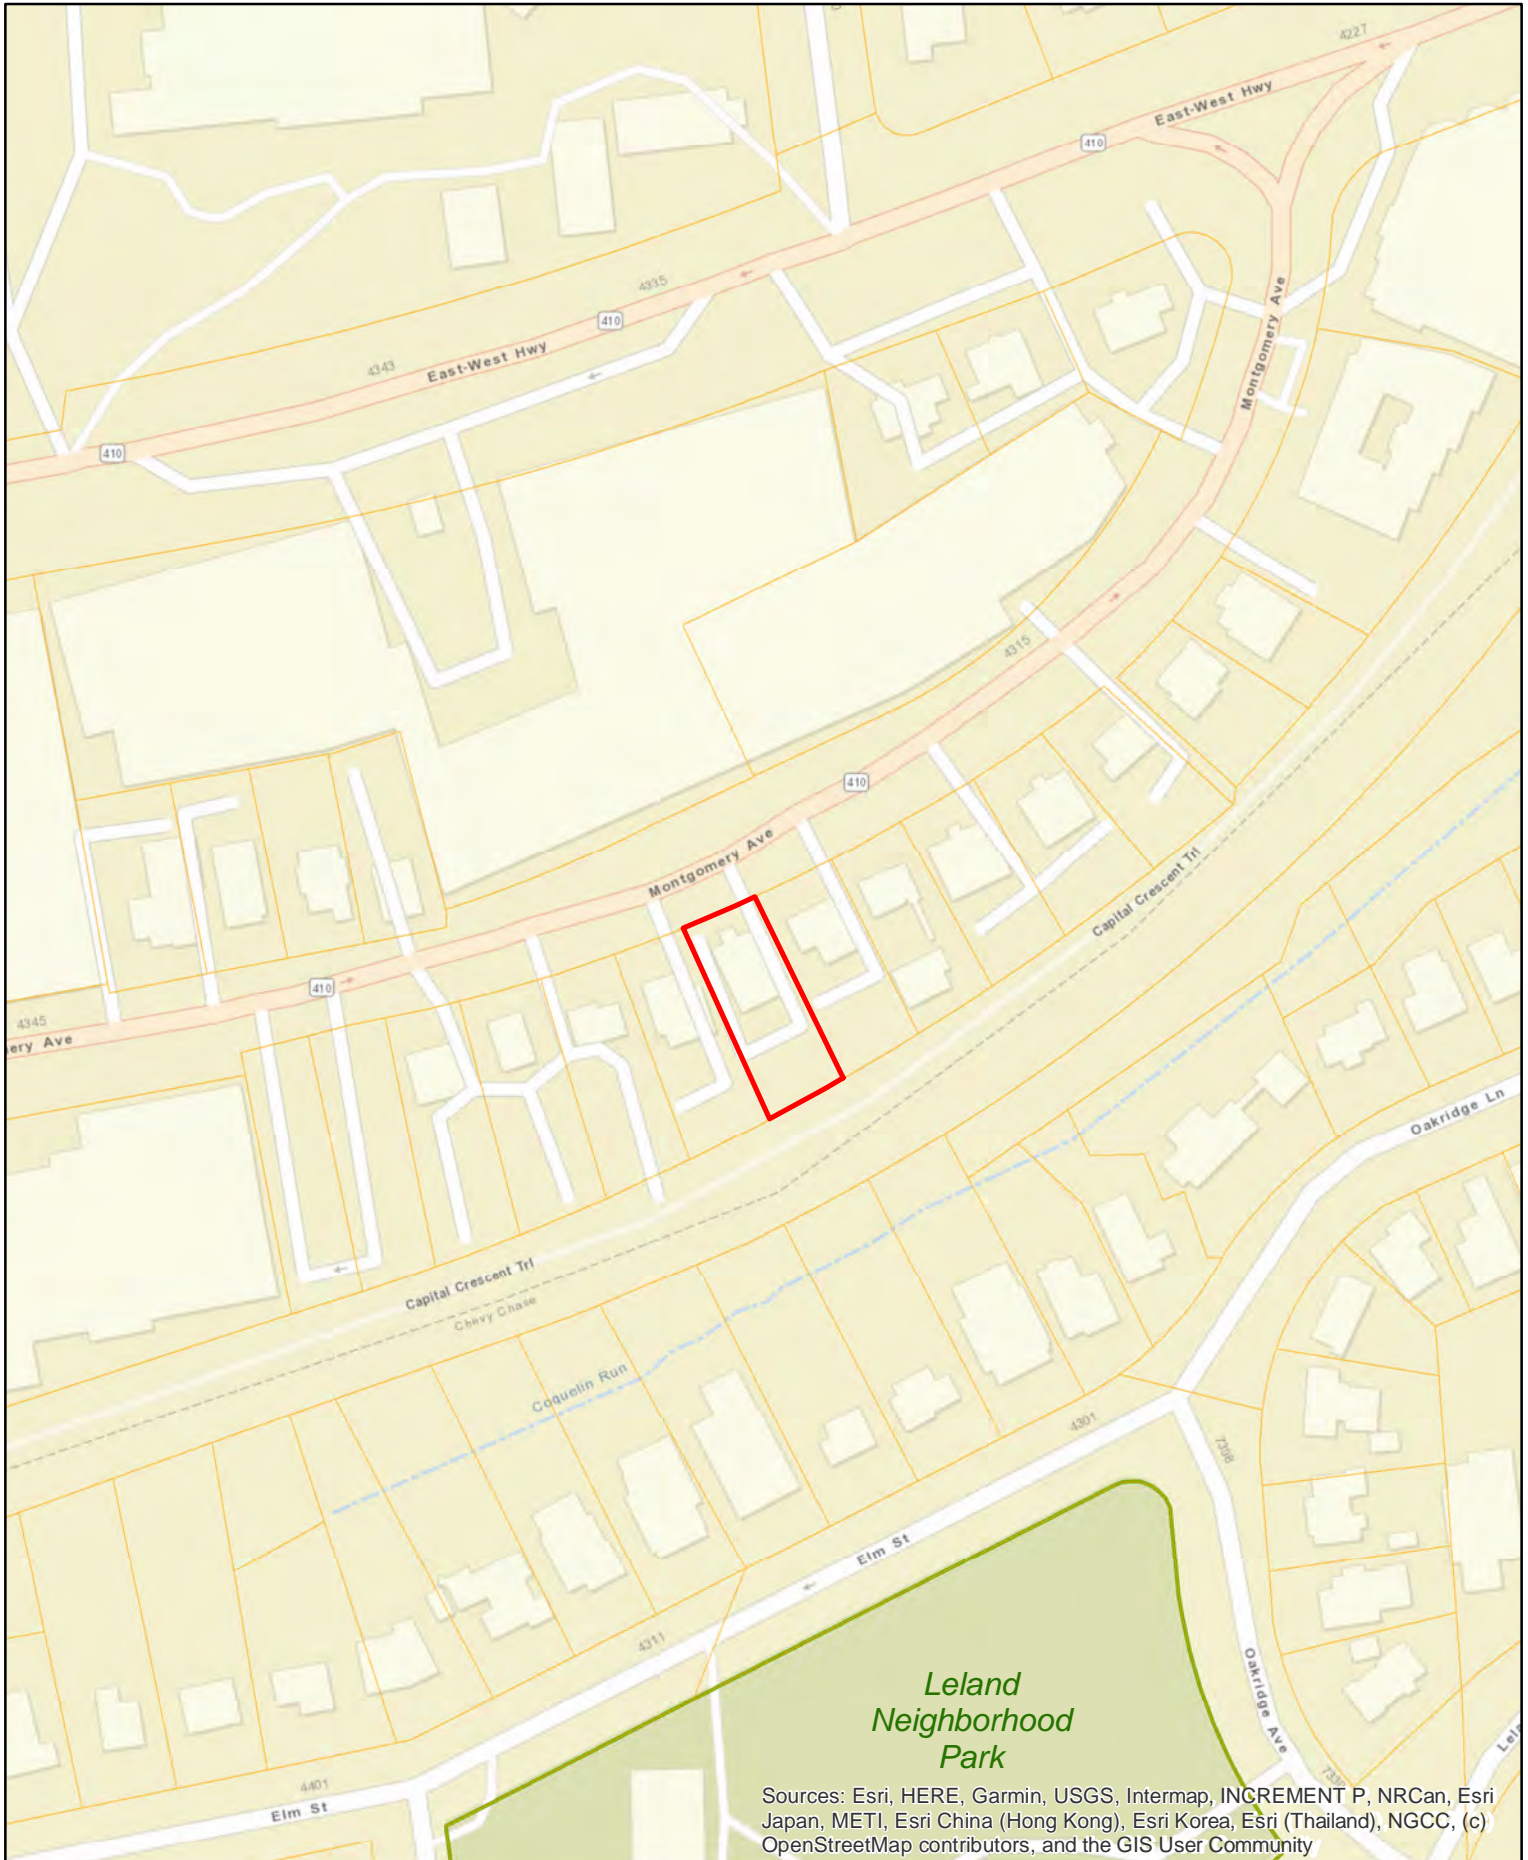 4227
East-West Hwy
410
4335
410
4343
East-West Hwy
410
Montgomery Ave
Montgomery Ave
4315
410
Montgomery Ave
Capital Crescent Trl
410
4345
ery Ave
Oakridge Ln
Capital Crescent Trl
Chevy Chase
Coquelin Run
4301
7308
Elm St
4311
Oakridge Ave
Leland
Neighborhood
Park
4401
Elm St
Sources: Esri, HERE, Garmin, USGS, Intermap, INCREMENT P, NRCan, Esri
Japan, METI, Esri China (Hong Kong), Esri Korea, Esri (Thailand), NGCC, (c)
OpenStreetMap contributors, and the GIS User Community